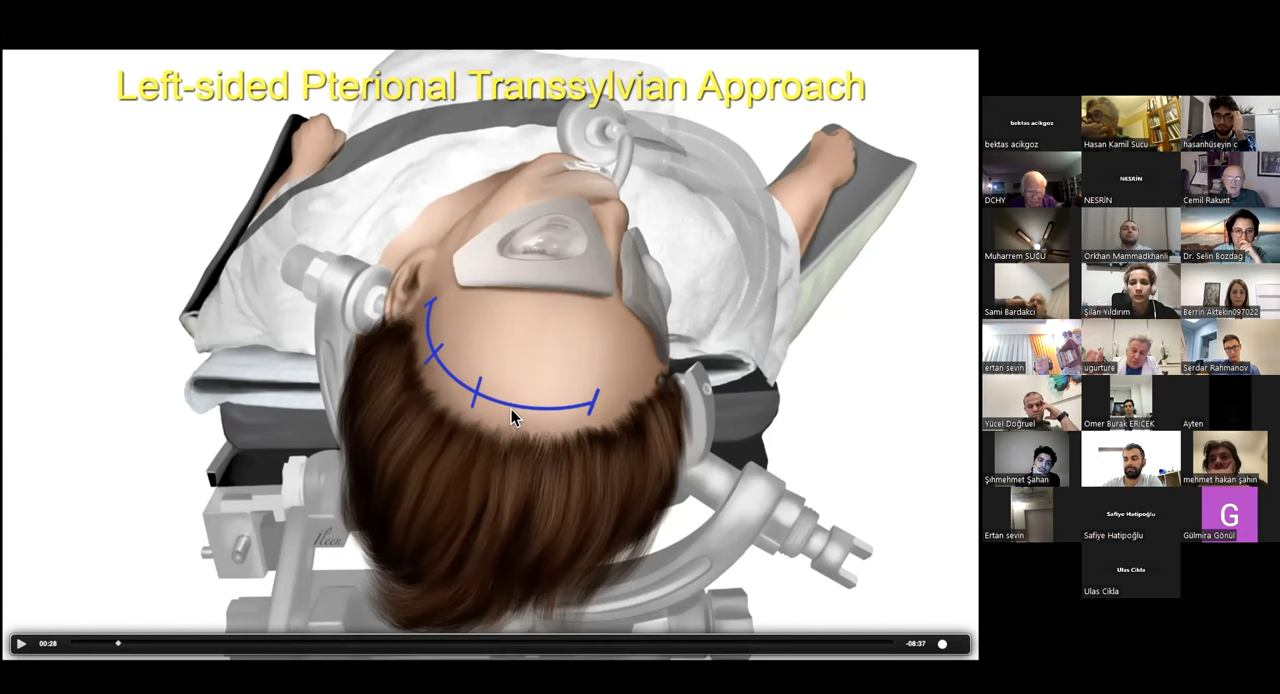 Left-sided Pterional Transsylvian Approach
Ileen
00:28
-08:37
bektas acikgoz
bektas acikgoz
Hasan Kamil Sucu
hasanhüseyin c
DCHY
NESRİN
NESRİN
Cemil Rakunt
Muharrem SUCU
Orkhan Mammadkhanli
Dr. Selin Bozdag
Sami Bardakcı
Şilan Yıldırım
Berrin Aktekin097022
ertan sevin
ugurture
Serdar Rahmanov
Yücel Doğruel
Omer Burak ERICEK
Ayten
Şıhmehmet Şahan
mehmet hakan şahin
Ertan sevin
Safiye Hatipoğlu
Safiye Hatipoğlu
G
Gülmira Gönül
Ulas Cikla
Ulas Cikla